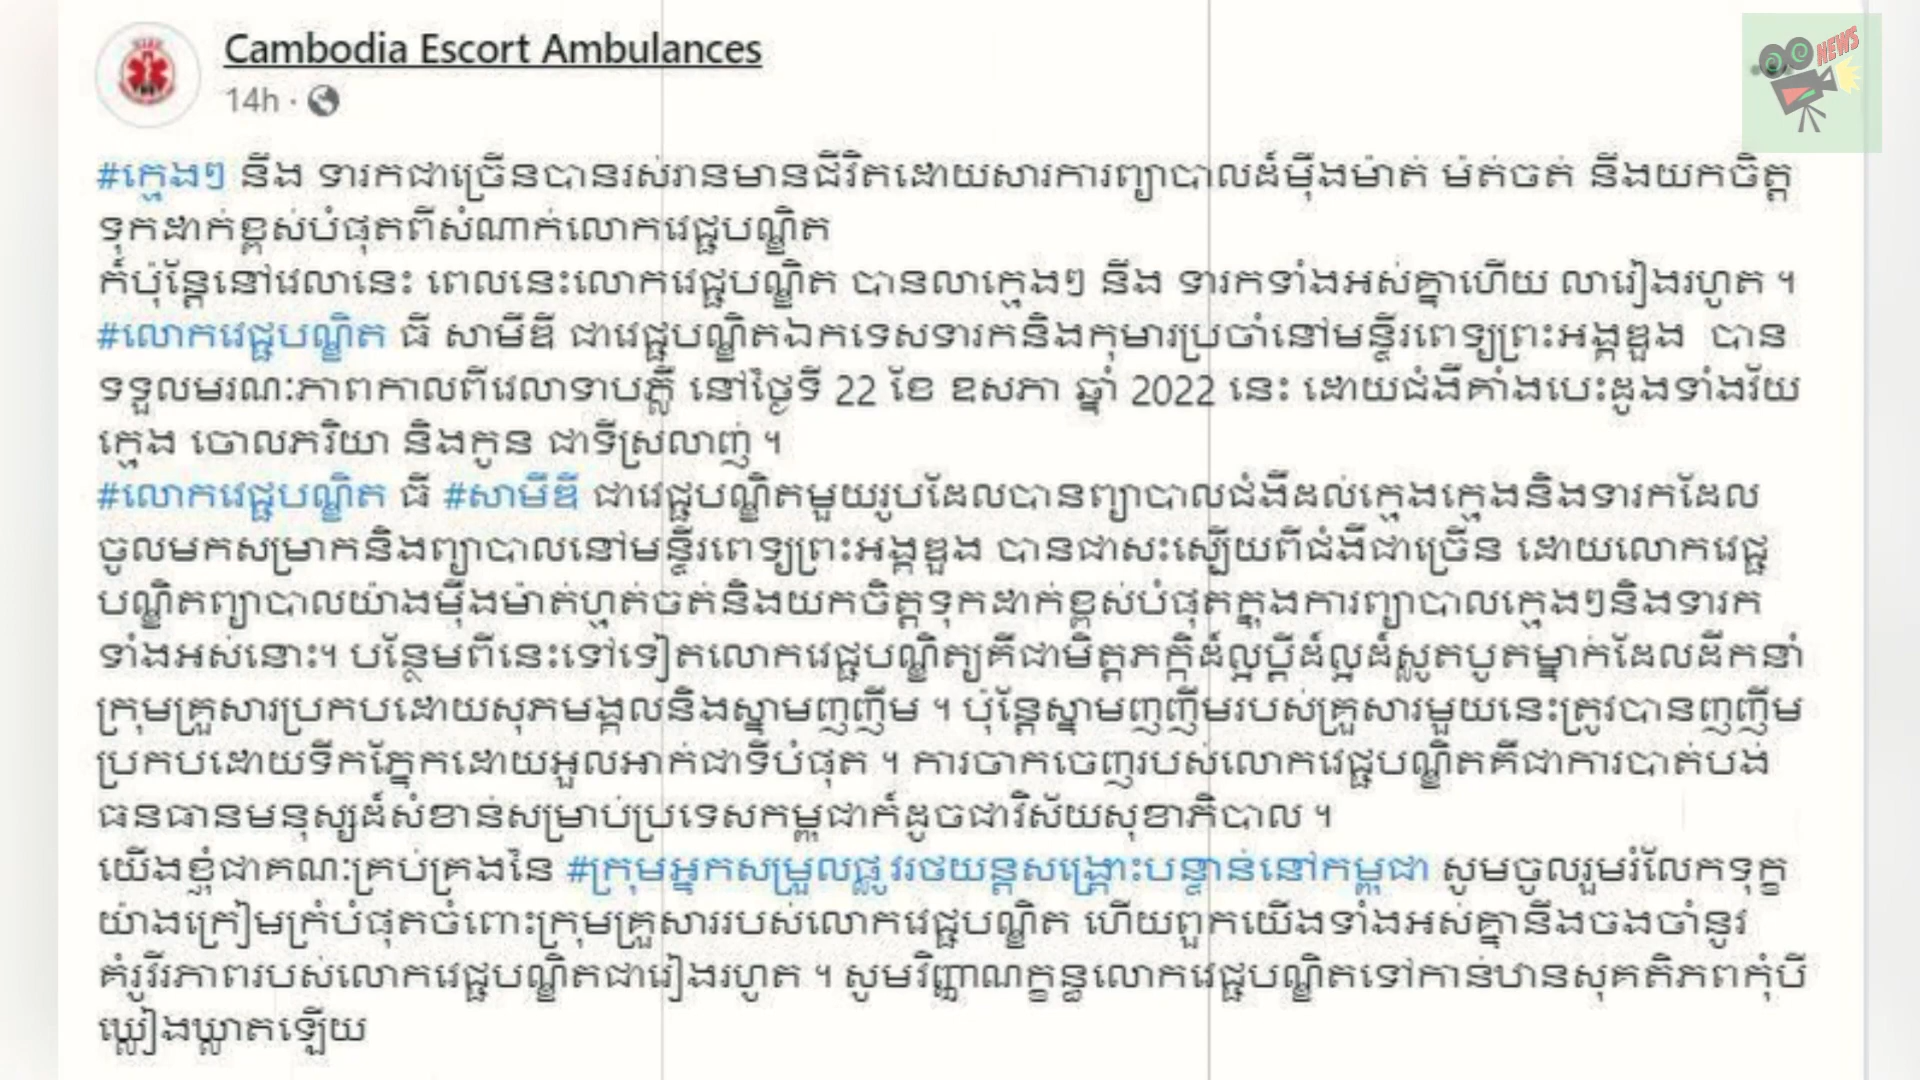 Cambodia Escort Ambulances
NEWS
14h ·
#ក្មេងៗ នឹង ទារកជាច្រើនបានរស់រានមានជីវិតដោយសារការព្យាបាលដ៍ម៉ឺងម៉ាត់ ម៉ត់ចត់ នឹងយកចិត្ត
ទុកដាក់ខ្ពស់បំផុតពីសំណាក់លោកវេជ្ជបណ្ឌិត
ក៏ប៉ុន្តែនៅវេលានេះ ពេលនេះលោកវេជ្ជបណ្ឌិត បានលាក្មេងៗ នឹង ទារកទាំងអស់គ្នាហើយ លារៀងរហូត ។
#លោកវេជ្ជបណ្ឌិត ធី សាមីឌី ជាវេជ្ជបណ្ឌិតឯកទេសទារកនិងកុមារប្រចាំនៅមន្ទីរពេទ្យព្រះអង្គឌួង បាន
ទទួលមរណៈភាពកាលពីវេលាទាបភ្លឺ នៅថ្ងៃទី 22 ខែ ឧសភា ឆ្នាំ 2022 នេះ ដោយជំងឺគាំងបេះដូងទាំងវ័យ
ក្មេង ចោលភរិយា និងកូន ជាទីស្រលាញ់ ។
#លោកវេជ្ជបណ្ឌិត ធី #សាមីឌី ជាវេជ្ជបណ្ឌិតមួយរូបដែលបានព្យាបាលជំងឺដល់ក្មេងក្មេងនិងទារកដែល
ចូលមកសម្រាកនិងព្យាបាលនៅមន្ទីរពេទ្យព្រះអង្គឌួង បានជាសះស្បើយពីជំងឺជាច្រើន ដោយលោកវេជ្ជ
បណ្ឌិតព្យាបាលយ៉ាងម៉ឺងម៉ាត់ហ្មត់ចត់និងយកចិត្តទុកដាក់ខ្ពស់បំផុតក្នុងការព្យាបាលក្មេងៗនិងទារក
ទាំងអស់នោះ។ បន្ថែមពីនេះទៅទៀតលោកវេជ្ជបណ្ឌិត្យគឺជាមិត្តភក្តិដ៍ល្អប្តីដ៍ល្អដ៍ស្លូតបូតម្នាក់ដែលដឹកនាំ
ក្រុមគ្រួសារប្រកបដោយសុភមង្គលនិងស្នាមញញឹម ។ ប៉ុន្តែស្នាមញញឹមរបស់គ្រួសារមួយនេះត្រូវបានញញឹម
ប្រកបដោយទឹកភ្នែកដោយអួលអាក់ជាទីបំផុត ។ ការចាកចេញរបស់លោកវេជ្ជបណ្ឌិតគឺជាការបាត់បង់
ធនធានមនុស្សដ៏សំខាន់សម្រាប់ប្រទេសកម្ពុជាក៏ដូចជាវិស័យសុខាភិបាល ។
យើងខ្ញុំជាគណៈគ្រប់គ្រងនៃ #ក្រុមអ្នកសម្រួលផ្លូវរថយន្តសង្គ្រោះបន្ទាន់នៅកម្ពុជា សូមចូលរួមរំលែកទុក្ខ
យ៉ាងក្រៀមក្រំបំផុតចំពោះក្រុមគ្រួសាររបស់លោកវេជ្ជបណ្ឌិត ហើយពួកយើងទាំងអស់គ្នានឹងចងចាំនូវ
គំរូវីរភាពរបស់លោកវេជ្ជបណ្ឌិតជារៀងរហូត ។ សូមវិញ្ញាណក្ខន្ធលោកវេជ្ជបណ្ឌិតទៅកាន់ឋានសុគតិភពកុំបី
ឃ្លៀងឃ្លាតឡើយ